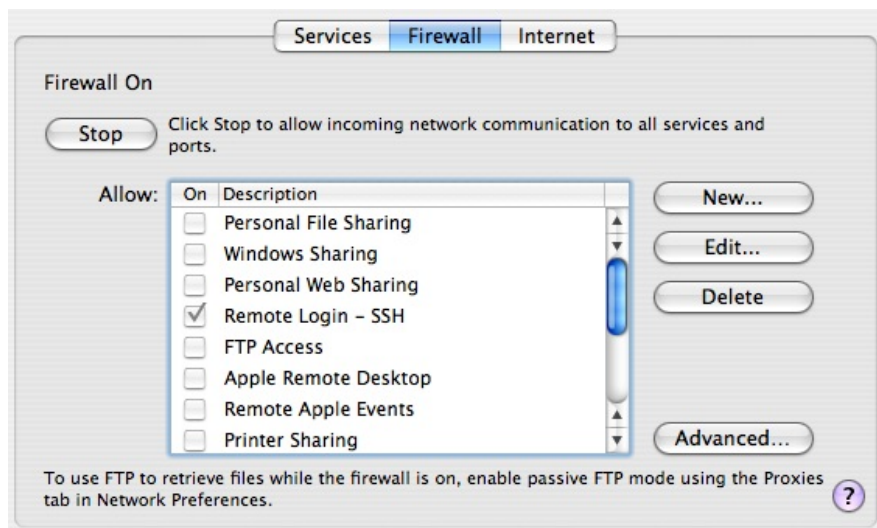 Services Firewall Internet
Firewall On
Stop
Click Stop to allow incoming network communication to all services and
ports.
Allow:
On Description
Personal File Sharing
Windows Sharing
Personal Web Sharing
Remote Login – SSH
FTP Access
Apple Remote Desktop
Remote Apple Events
Printer Sharing
New...
Edit...
Delete
Advanced...
To use FTP to retrieve files while the firewall is on, enable passive FTP mode using the Proxies
tab in Network Preferences.
?